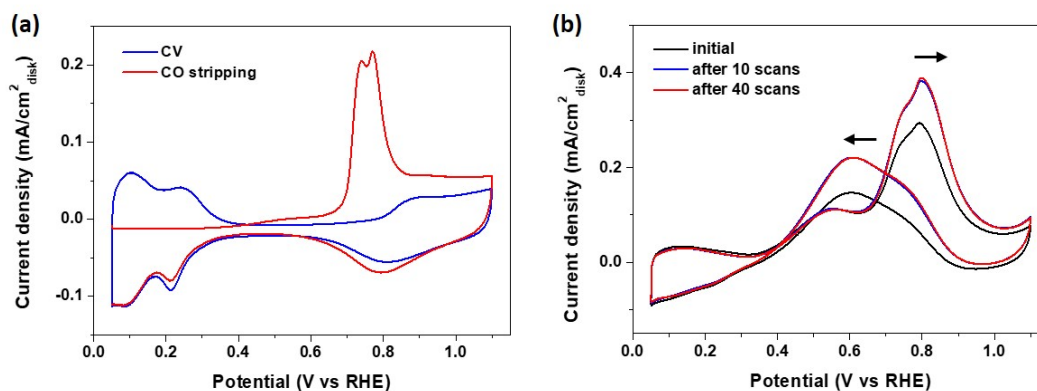 (a)
CV
CO stripping
Current density (mA/cm²disk)
0.2
0.1
0.0
-0.1
0.0 0.2 0.4 0.6 0.8 1.0
Potential (V vs RHE)
(b)
initial
after 10 scans
after 40 scans
Current density (mA/cm²disk)
0.4
0.2
0.0
0.0 0.2 0.4 0.6 0.8 1.0
Potential (V vs RHE)